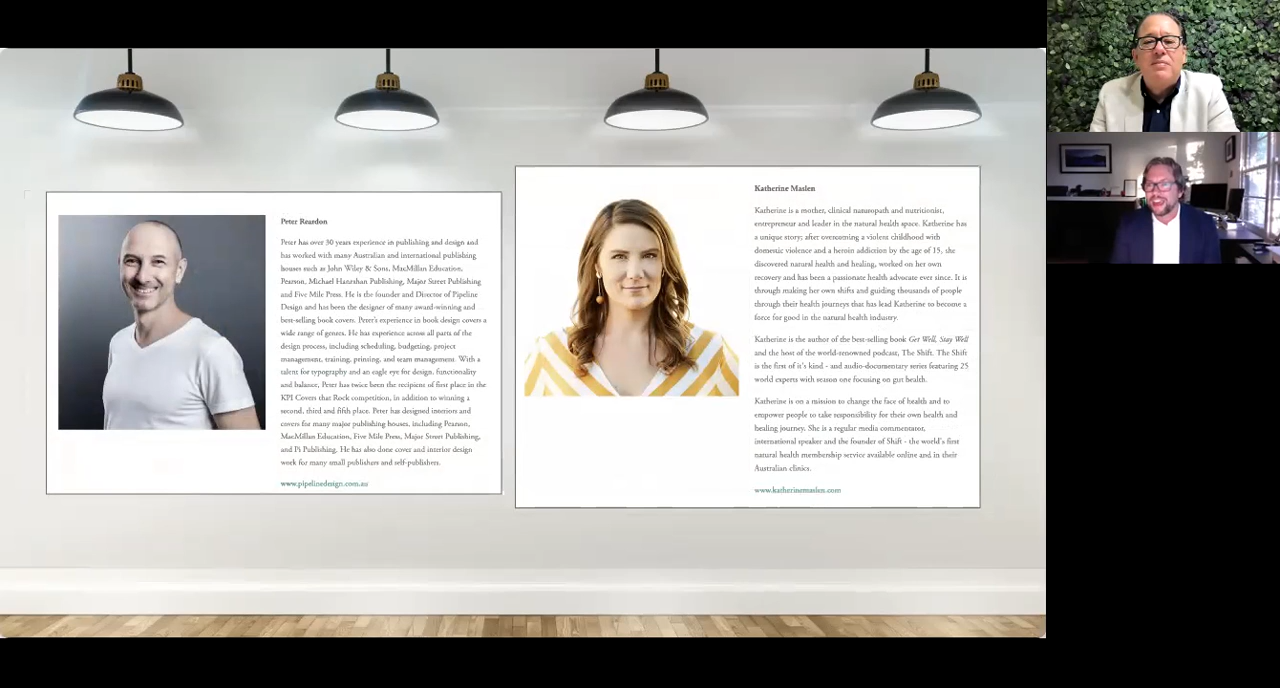 Peter Reardon
Peter has over 30 years experience in publishing and design and
has worked with many Australian and international publishing
houses such as John Wiley & Sons, MacMillan Education,
Pearson, Michael Hanrahan Publishing, Major Street Publishing
and Five Mile Press. He is the founder and Director of Pipeline
Design and has been the designer of many award-winning and
best-selling book covers. Peter's experience in book design covers a
wide range of genres. He has experience across all parts of the
design process, including scheduling, budgeting, project
management, training, printing, and team management. With a
talent for typography and an eagle eye for design, functionality
and balance, Peter has twice been the recipient of first place in the
KPI Covers that Rock competition, in addition to winning a
second, third and fifth place. Peter has designed interiors and
covers for many major publishing houses, including Pearson,
MacMillan Education, Five Mile Press, Major Street Publishing,
and Pi Publishing. He has also done cover and interior design
work for many small publishers and self-publishers.
www.pipelinedesign.com.au
Katherine Maslen
Katherine is a mother, clinical naturopath and nutritionist,
entrepreneur and leader in the natural health space. Katherine has
a unique story; after overcoming a violent childhood with
domestic violence and a heroin addiction by the age of 15, she
discovered natural health and healing, worked on her own
recovery and has been a passionate health advocate ever since. It is
through making her own shifts and guiding thousands of people
through their health journeys that has lead Katherine to become a
force for good in the natural health industry.
Katherine is the author of the best-selling book Get Well, Stay Well
and the host of the world-renowned podcast, The Shift. The Shift
is the first of it's kind - and audio-documentary series featuring 25
world experts with season one focusing on gut health.
Katherine is on a mission to change the face of health and to
empower people to take responsibility for their own health and
healing journey. She is a regular media commentator,
international speaker and the founder of Shift - the world's first
natural health membership service available online and in their
Australian clinics.
www.katherinemaslen.com